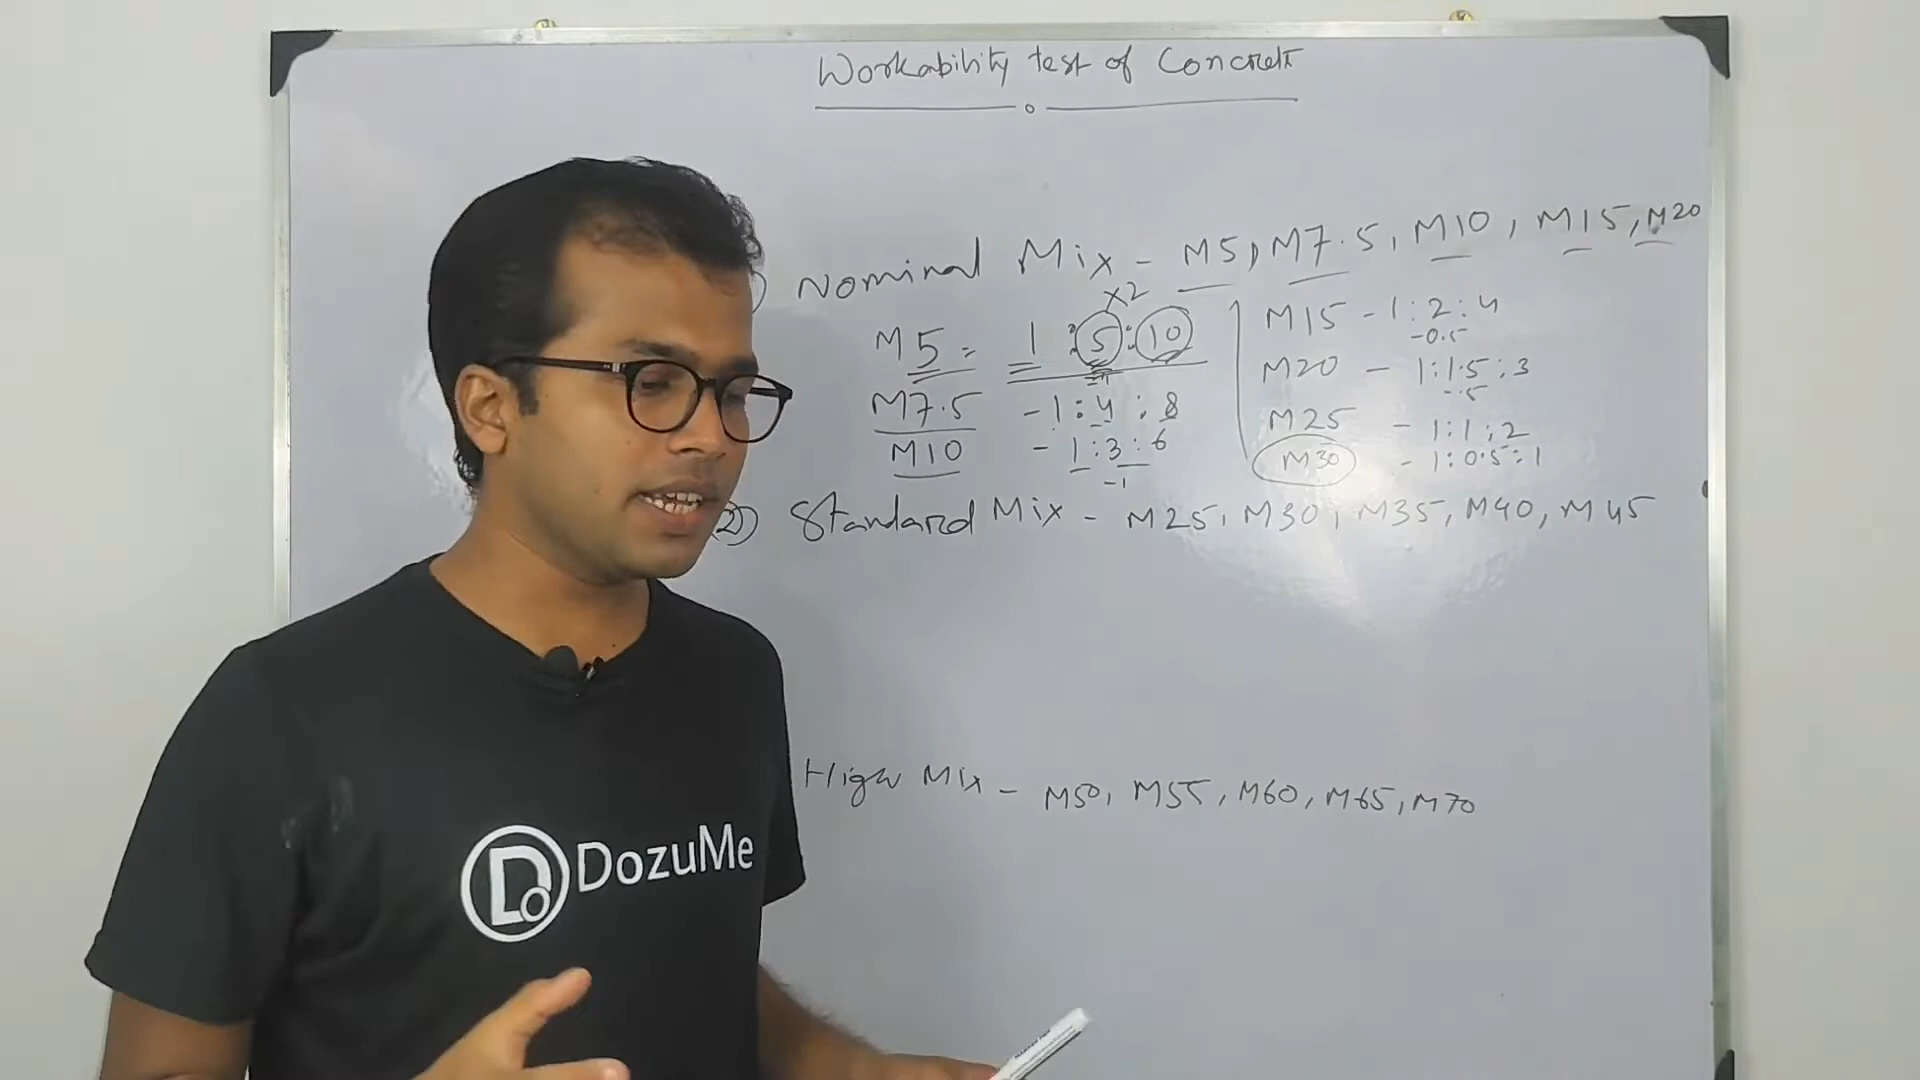 Workability test of Concrete
) Nominal Mix - M5, M7.5, M10, M15, M20
x2
M5 = 1 : 5 : 10
M7.5 - 1 : 4 : 8
M10 - 1 : 3 : 6
-1
M15 - 1 : 2 : 4
-0.5
M20 - 1 : 1.5 : 3
-.5
M25 - 1 : 1 : 2
M30 - 1 : 0.5 : 1
2) Standard Mix - M25, M30, M35, M40, M45
High Mix - M50, M55, M60, M65, M70
Do DozuMe